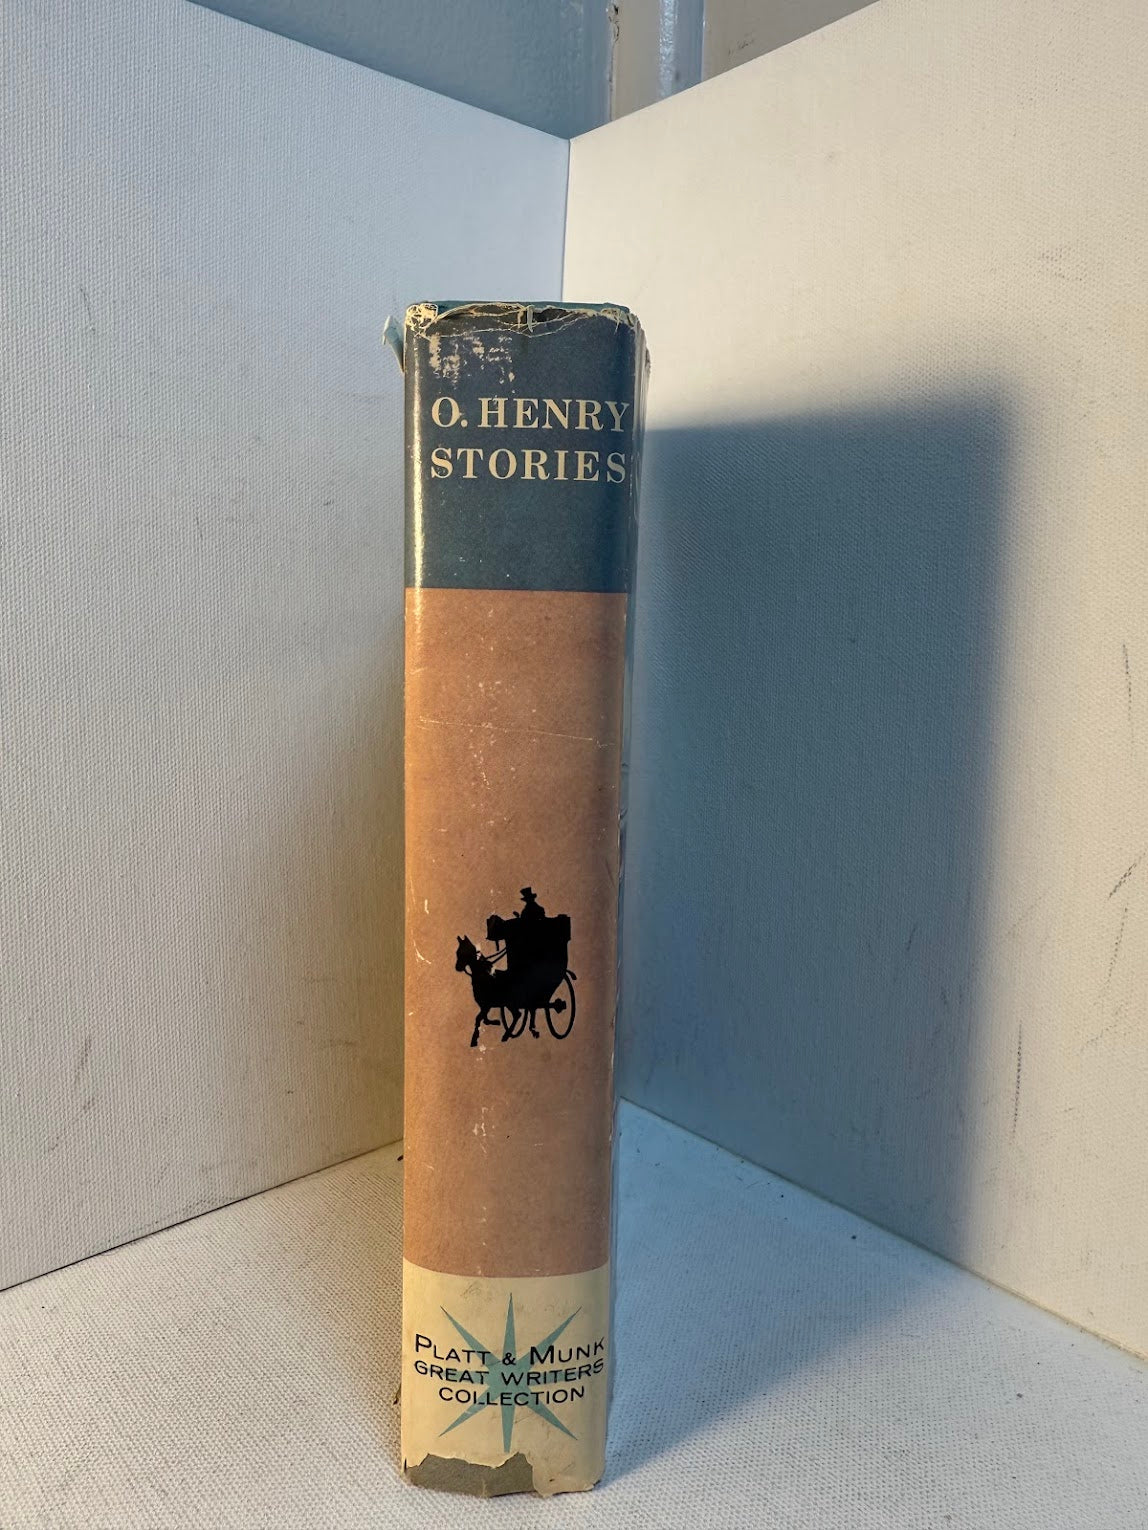 O. HENRY
STORIES
PLATT & MUNK
GREAT WRITERS
COLLECTION